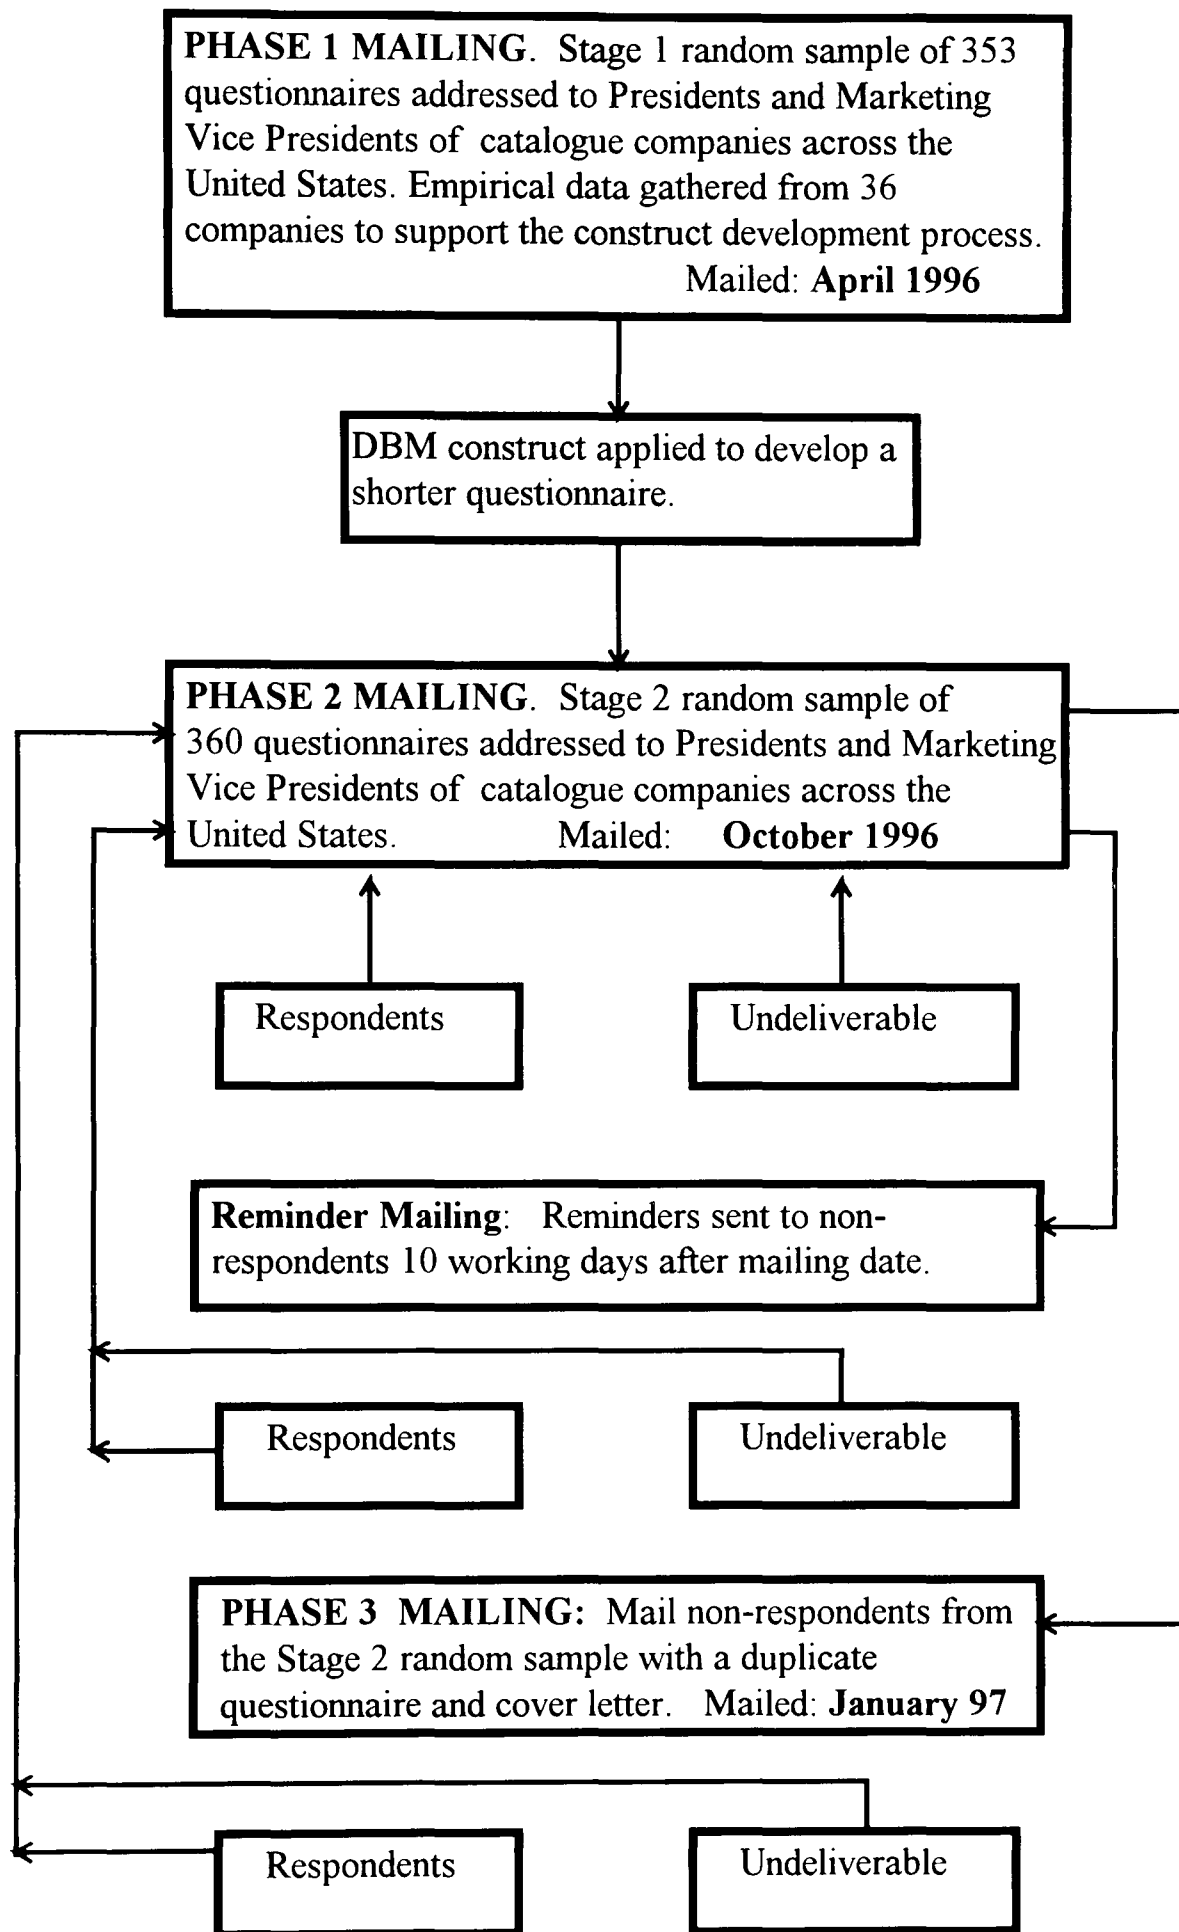 PHASE 1 MAILING. Stage 1 random sample of 353
questionnaires addressed to Presidents and Marketing
Vice Presidents of catalogue companies across the
United States. Empirical data gathered from 36
companies to support the construct development process.
Mailed: April 1996
DBM construct applied to develop a
shorter questionnaire.
PHASE 2 MAILING. Stage 2 random sample of
360 questionnaires addressed to Presidents and Marketing
Vice Presidents of catalogue companies across the
United States. Mailed: October 1996
Respondents
Undeliverable
Reminder Mailing: Reminders sent to non-
respondents 10 working days after mailing date.
Respondents
Undeliverable
PHASE 3 MAILING: Mail non-respondents from
the Stage 2 random sample with a duplicate
questionnaire and cover letter. Mailed: January 97
Respondents
Undeliverable